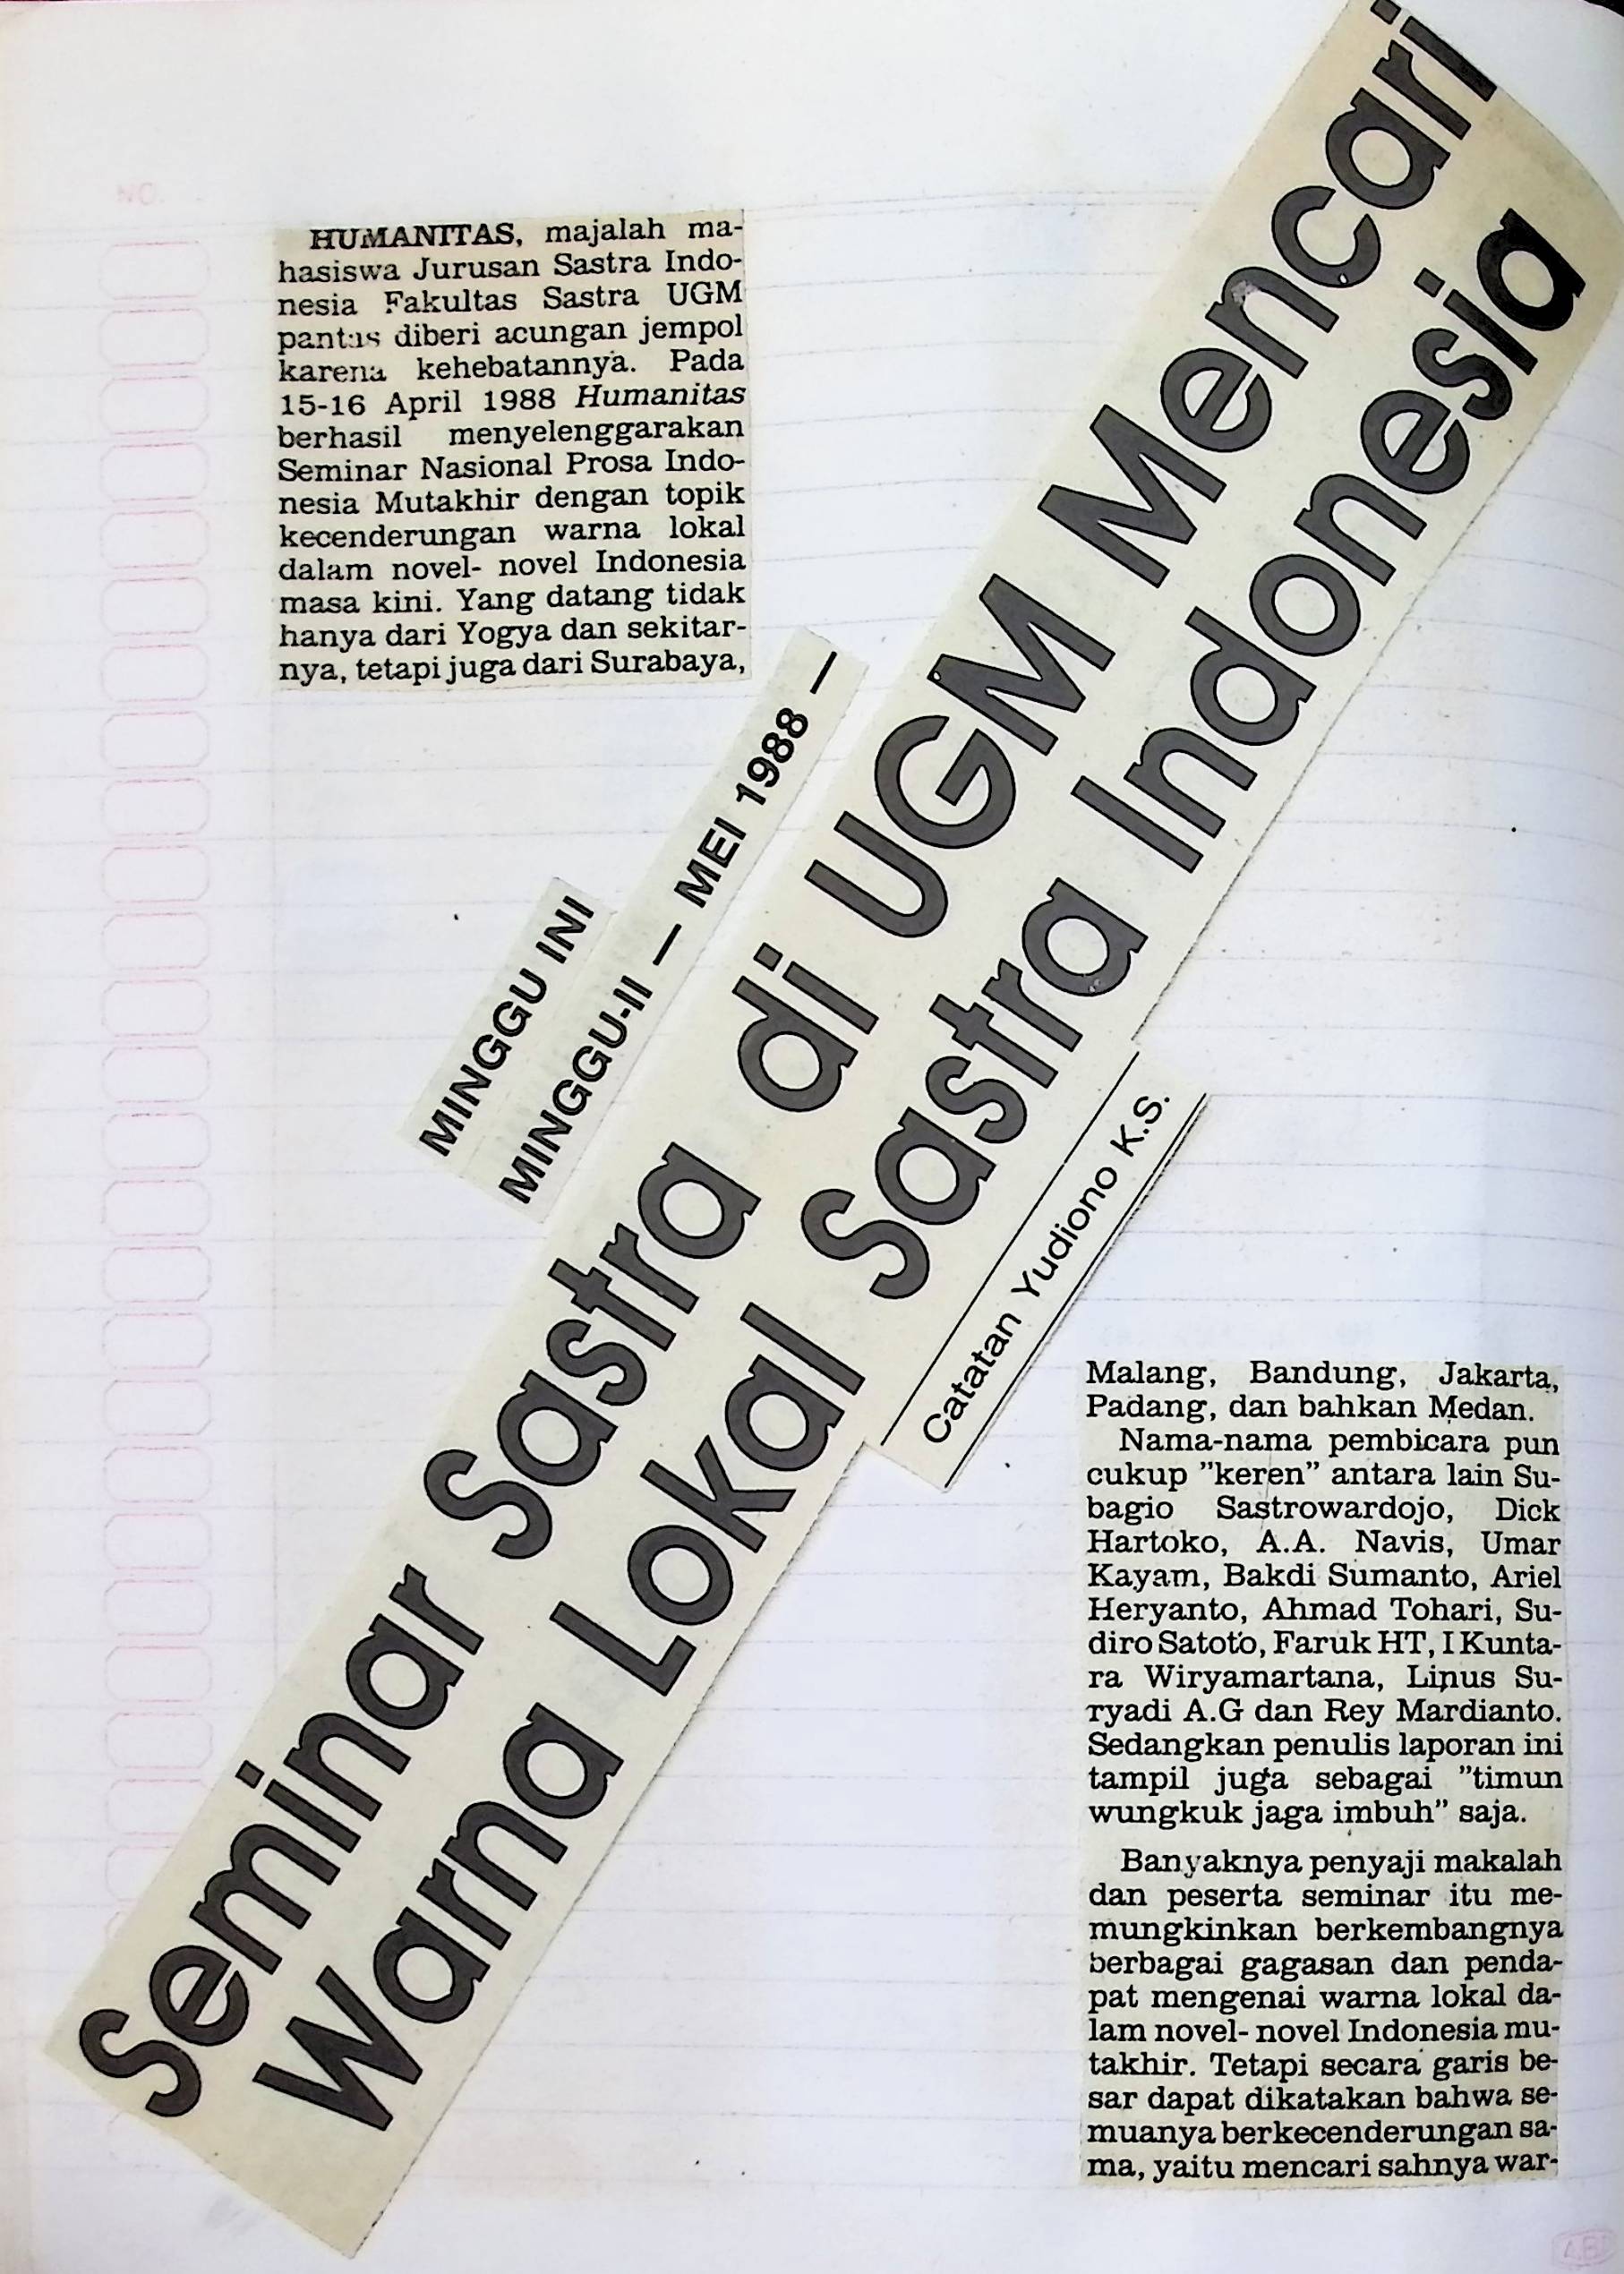 Seminar Sastra di UGM Mencari
Warna Lokal Sastra Indonesia
Catatan Yudiono K.S.
MINGGU INI
MINGGU-II — MEI 1988 —
HUMANITAS, majalah ma-
hasiswa Jurusan Sastra Indo-
nesia Fakultas Sastra UGM
pantas diberi acungan jempol
karena kehebatannya. Pada
15-16 April 1988 Humanitas
berhasil menyelenggarakan
Seminar Nasional Prosa Indo-
nesia Mutakhir dengan topik
kecenderungan warna lokal
dalam novel- novel Indonesia
masa kini. Yang datang tidak
hanya dari Yogya dan sekitar-
nya, tetapi juga dari Surabaya,
Malang, Bandung, Jakarta,
Padang, dan bahkan Medan.
Nama-nama pembicara pun
cukup ”keren” antara lain Su-
bagio Sastrowardojo, Dick
Hartoko, A.A. Navis, Umar
Kayam, Bakdi Sumanto, Ariel
Heryanto, Ahmad Tohari, Su-
diro Satoto, Faruk HT, I Kunta-
ra Wiryamartana, Linus Su-
ryadi A.G dan Rey Mardianto.
Sedangkan penulis laporan ini
tampil juga sebagai ”timun
wungkuk jaga imbuh” saja.
Banyaknya penyaji makalah
dan peserta seminar itu me-
mungkinkan berkembangnya
berbagai gagasan dan penda-
pat mengenai warna lokal da-
lam novel- novel Indonesia mu-
takhir. Tetapi secara garis be-
sar dapat dikatakan bahwa se-
muanya berkecenderungan sa-
ma, yaitu mencari sahnya war-